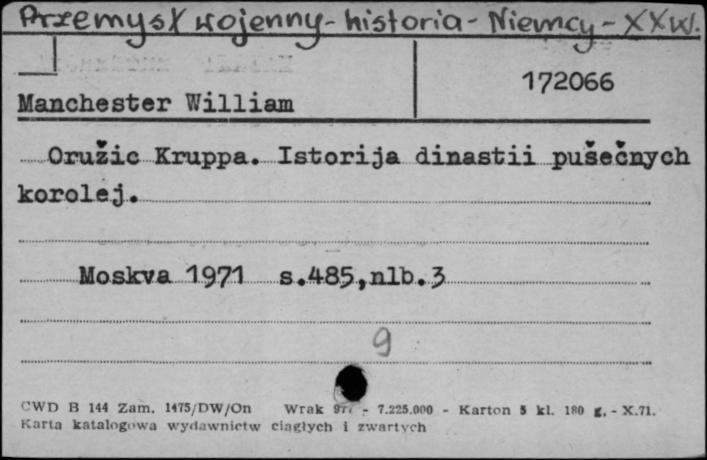 Przemysł wojenny - historia - Niemcy - XX w.
172066
Manchester William
Oružic Kruppa. Istorija dinastii pušečnych
korolej.
Moskva 1971 s.485,nlb.3
9
CWD B 144 Zam. 1475/DW/On Wrak - 7.225.000 - Karton 5 kl. 180 g. - X.71.
Karta katalogowa wydawnictw ciągłych i zwartych